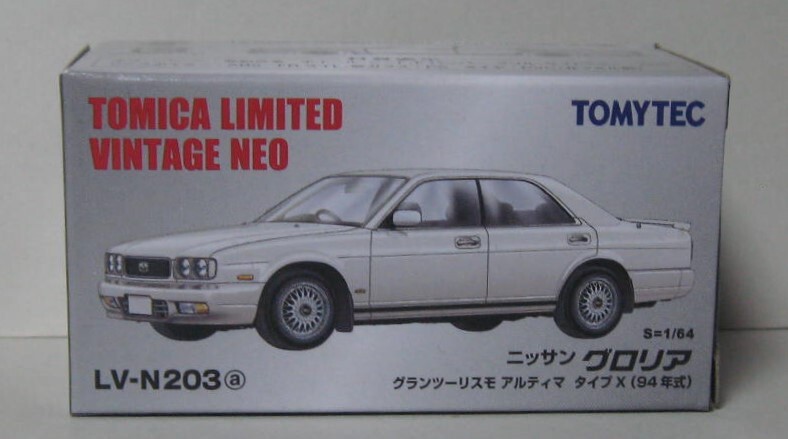 TOMICA LIMITED
VINTAGE NEO
TOMYTEC
S=1/64
ニッサン グロリア
グランツーリスモ アルティマ タイプX(94年式)
LV-N203ⓐ